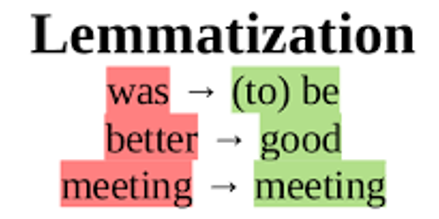 Lemmatization
was → (to) be
better → good
meeting → meeting